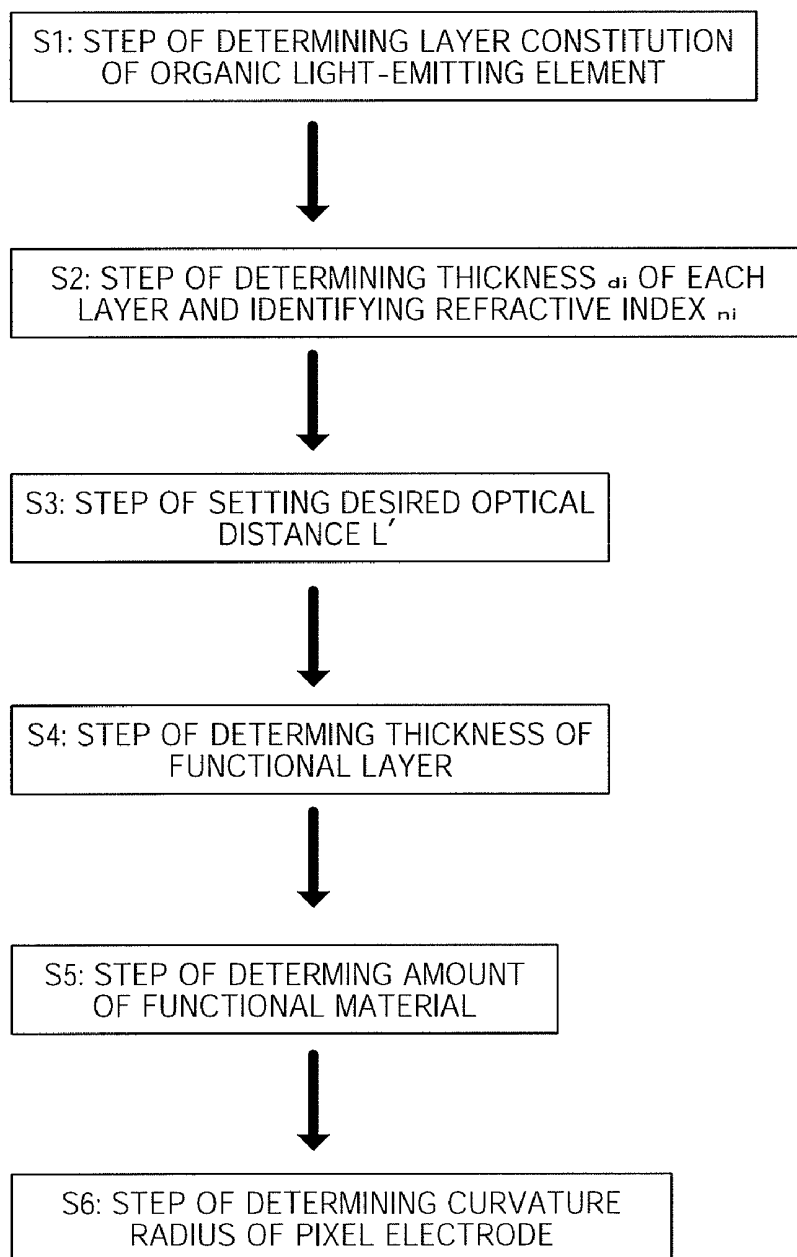 S1: STEP OF DETERMINING LAYER CONSTITUTION
OF ORGANIC LIGHT-EMITTING ELEMENT
S2: STEP OF DETERMINING THICKNESS di OF EACH
LAYER AND IDENTIFYING REFRACTIVE INDEX ni
S3: STEP OF SETTING DESIRED OPTICAL
DISTANCE L′
S4: STEP OF DETERMING THICKNESS OF
FUNCTIONAL LAYER
S5: STEP OF DETERMING AMOUNT
OF FUNCTIONAL MATERIAL
S6: STEP OF DETERMINING CURVATURE
RADIUS OF PIXEL ELECTRODE